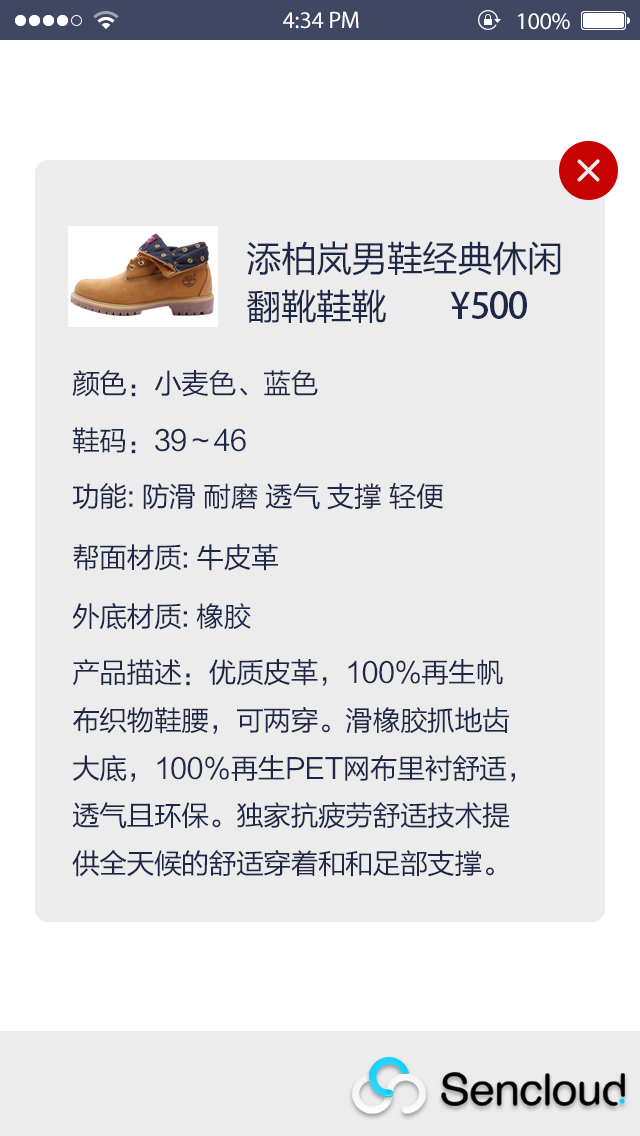 4:34 PM 100%
添柏岚男鞋经典休闲
翻靴鞋靴 ¥500
颜色：小麦色、蓝色
鞋码：39～46
功能: 防滑 耐磨 透气 支撑 轻便
帮面材质: 牛皮革
外底材质: 橡胶
产品描述：优质皮革，100%再生帆
布织物鞋腰，可两穿。滑橡胶抓地齿
大底，100%再生PET网布里衬舒适，
透气且环保。独家抗疲劳舒适技术提
供全天候的舒适穿着和和足部支撑。
Sencloud